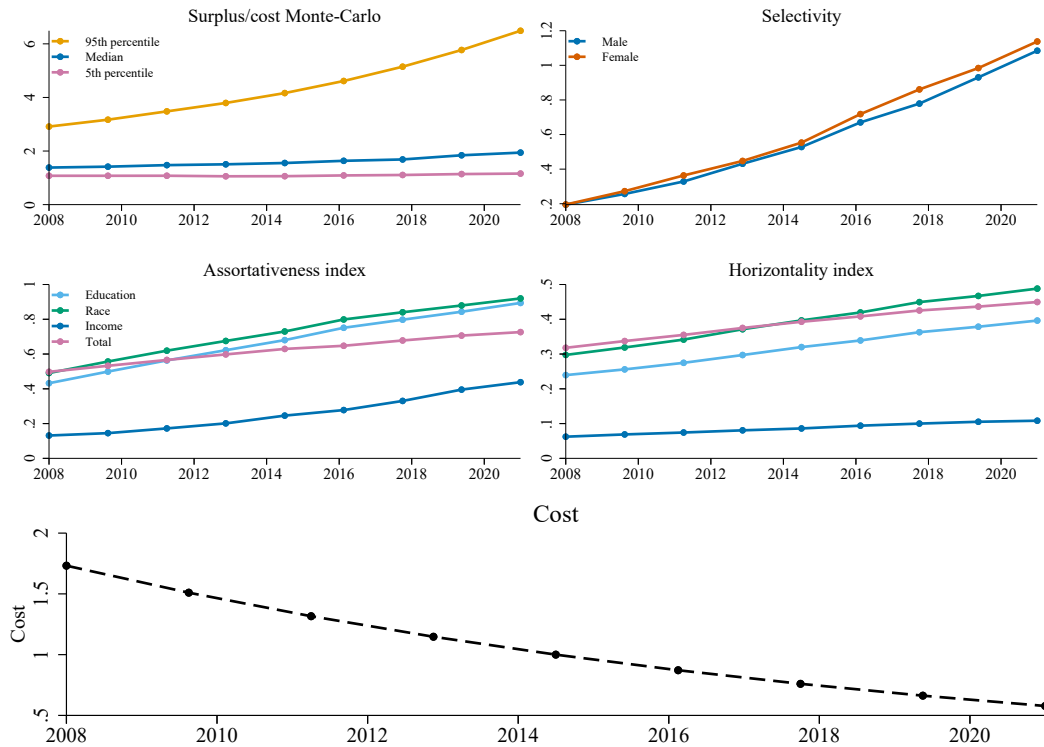 Surplus/cost Monte-Carlo
95th percentile
Median
5th percentile
0 2 4 6
2008 2010 2012 2014 2016 2018 2020
Selectivity
Male
Female
.2 .4 .6 .8 1 1.2
2008 2010 2012 2014 2016 2018 2020
Assortativeness index
Education
Race
Income
Total
0 .2 .4 .6 .8 1
2008 2010 2012 2014 2016 2018 2020
Horizontality index
0 .1 .2 .3 .4 .5
2008 2010 2012 2014 2016 2018 2020
Cost
Cost
.5 1 1.5 2
2008 2010 2012 2014 2016 2018 2020